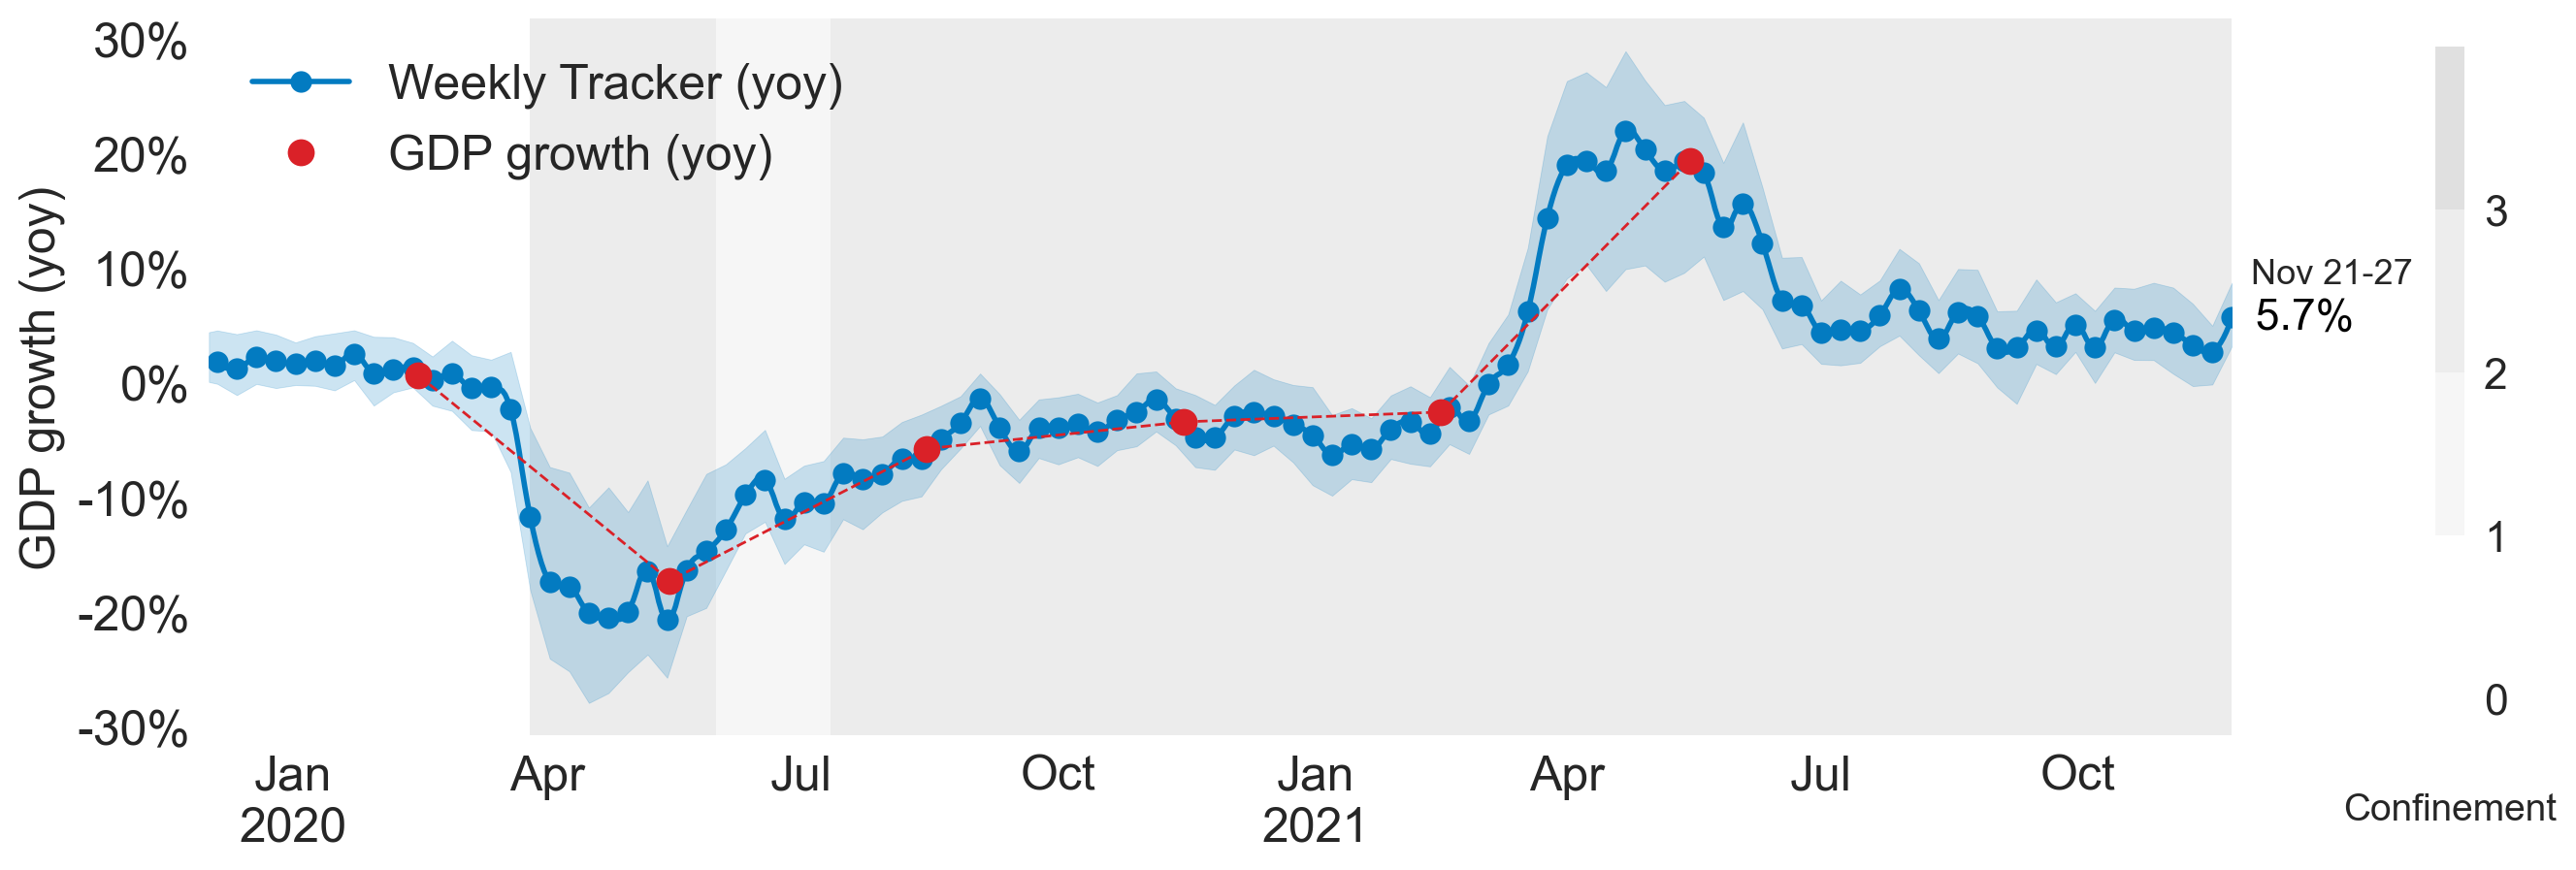 30%
20%
10%
0%
-10%
-20%
-30%
GDP growth (yoy)
Weekly Tracker (yoy)
GDP growth (yoy)
Jan
2020
Apr
Jul
Oct
Jan
2021
Apr
Jul
Oct
Nov 21-27
5.7%
3
2
1
0
Confinement